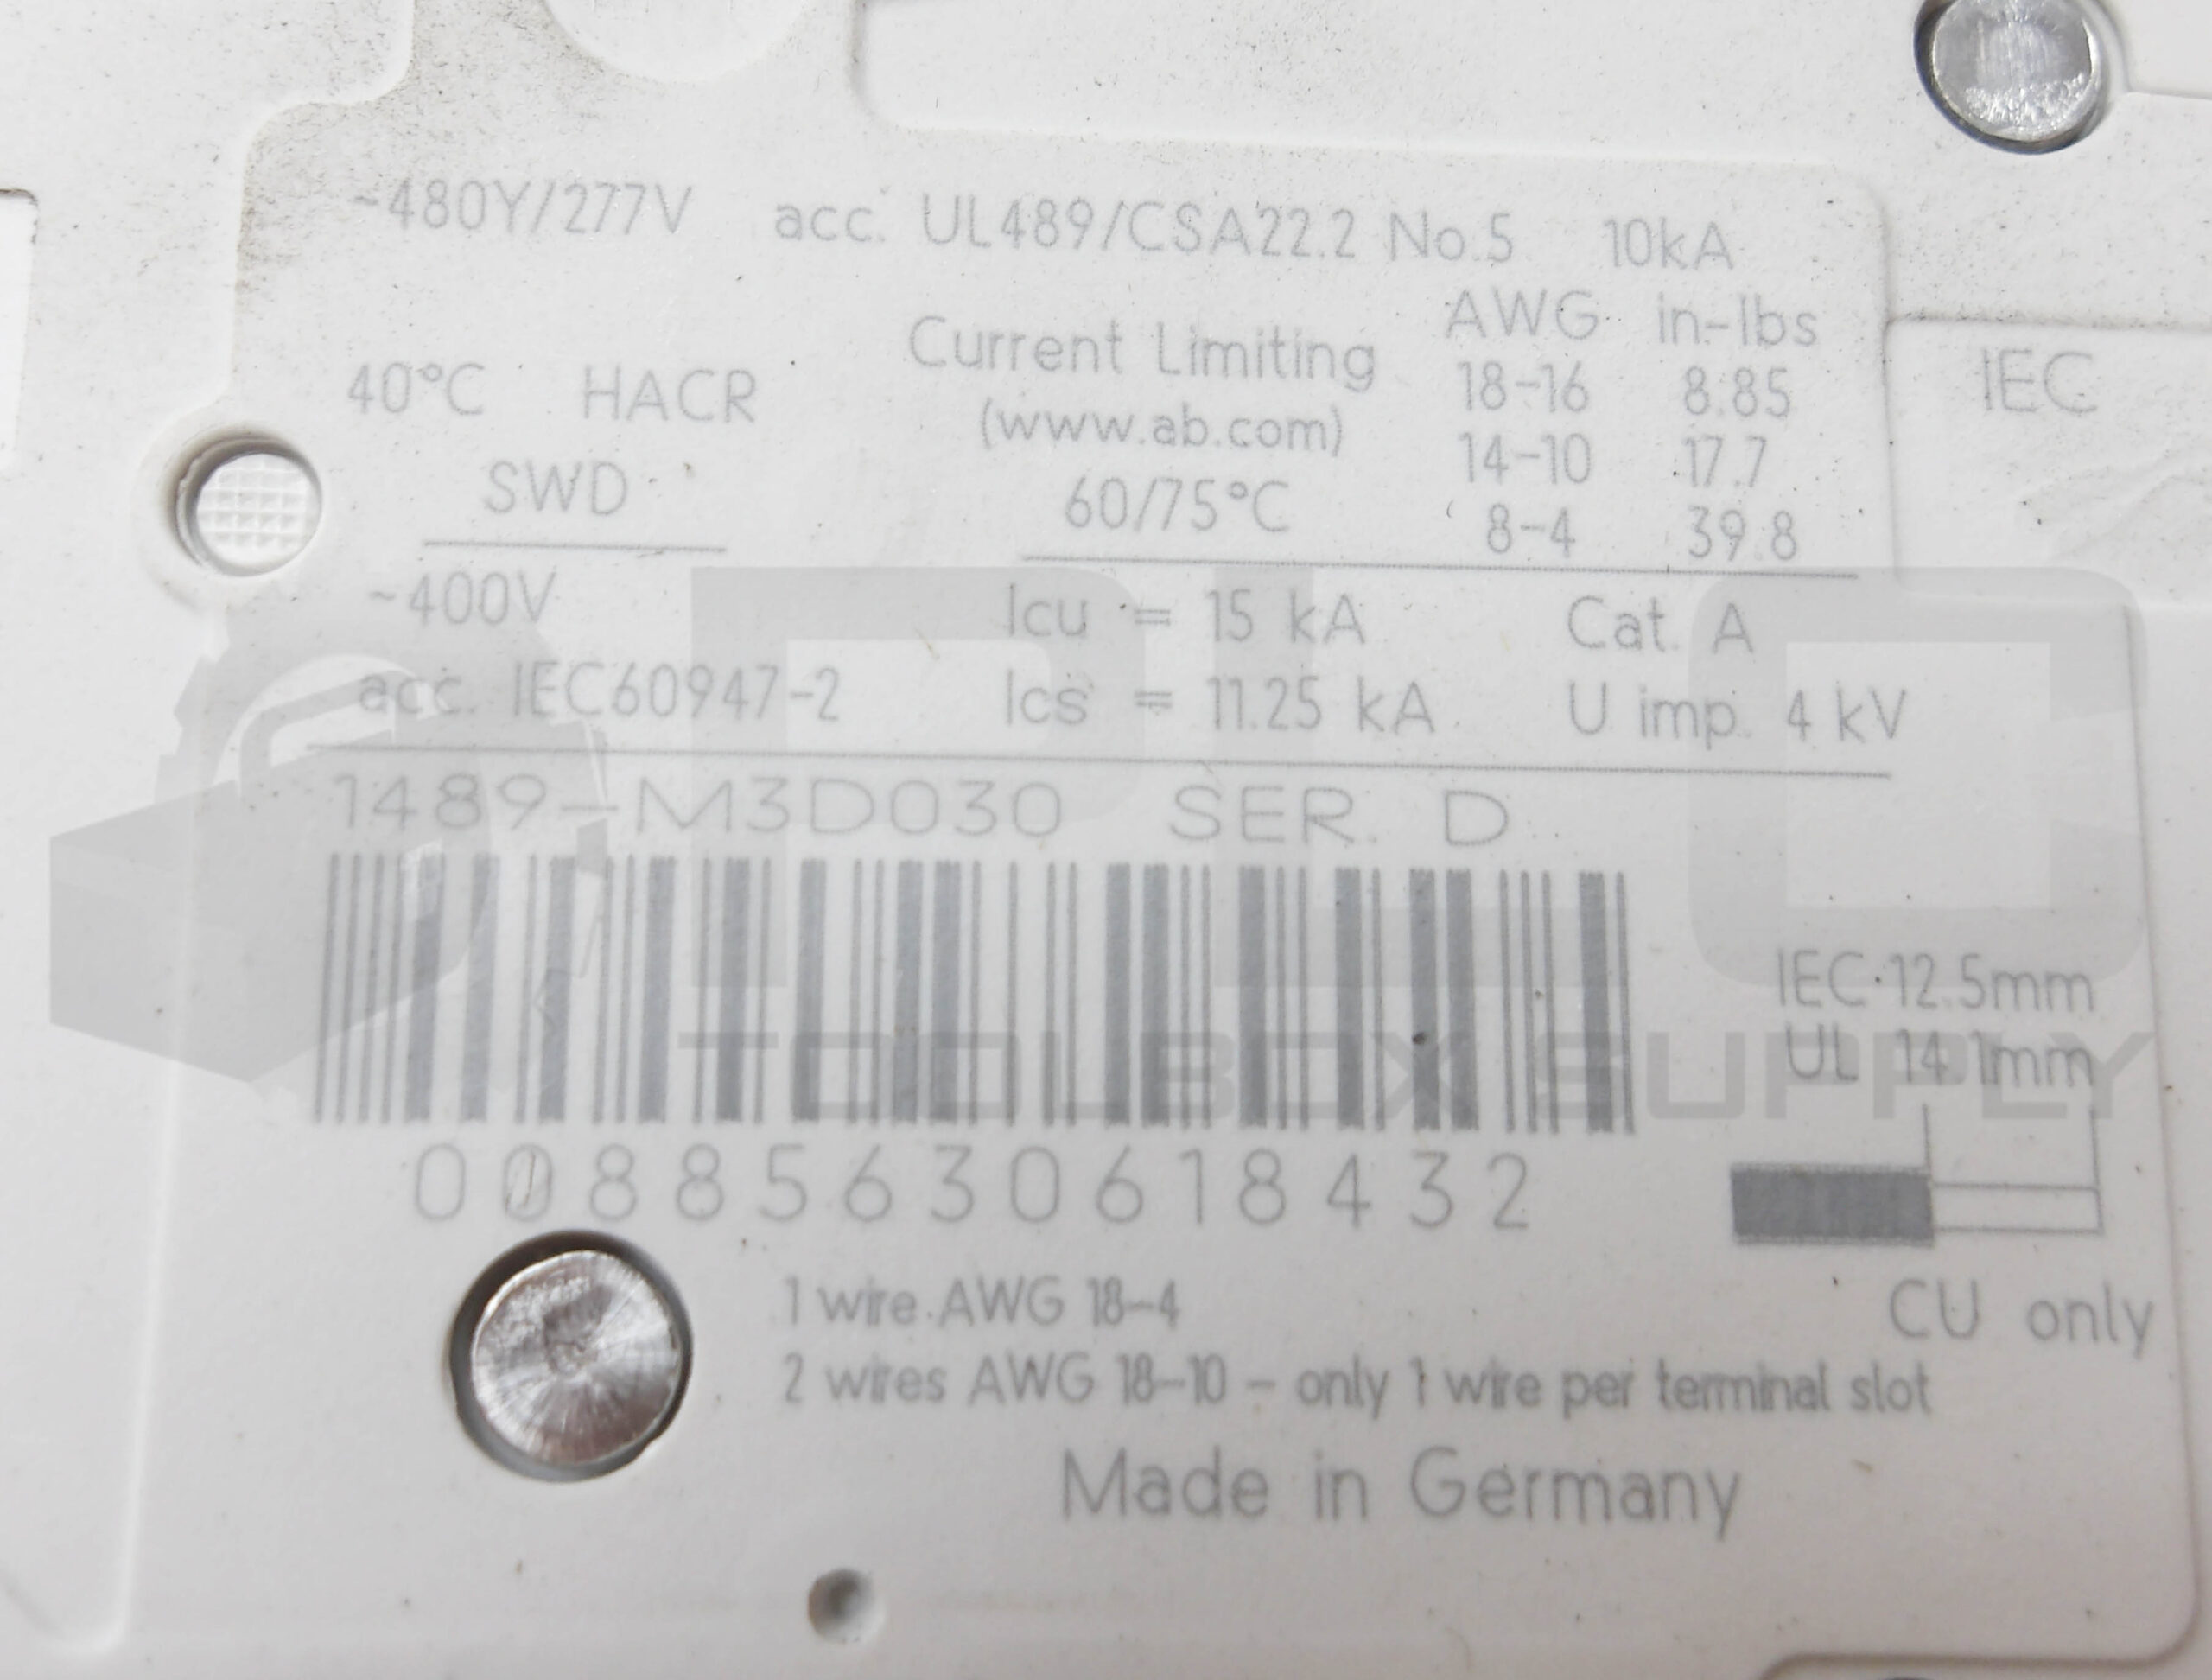 ~480Y/277V acc. UL489/CSA22.2 No.5 10kA
AWG in-lbs
40°C HACR Current Limiting 18-16 8.85
IEC
SWD (www.ab.com) 14-10 17.7
60/75°C 8-4 39.8
~400V Icu = 15 kA Cat. A
acc. IEC60947-2 Ics = 11.25 kA U imp. 4 kV
1489-M3D030 SER. D
IEC 12.5mm
UL 14.1mm
00885630618432
1 wire AWG 18-4
CU only
2 wires AWG 18-10 - only 1 wire per terminal slot
Made in Germany
PLC
TOOLBOX SUPPLY